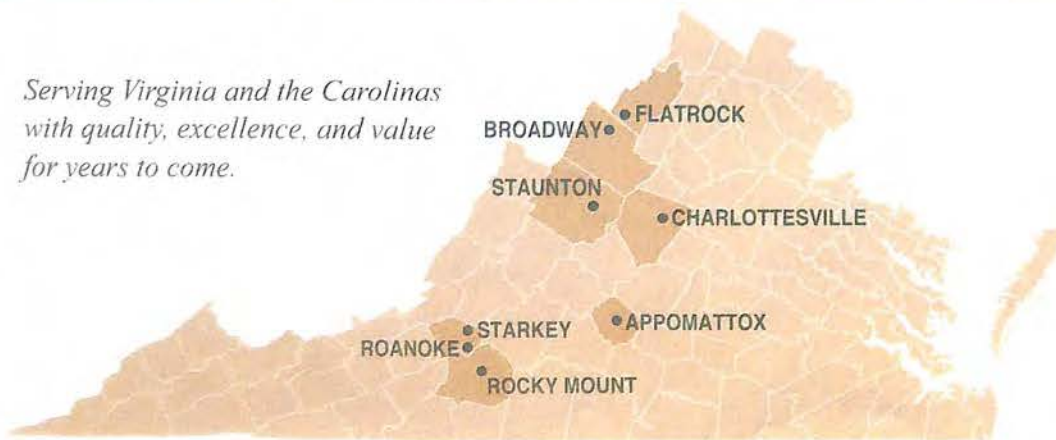 Serving Virginia and the Carolinas
with quality, excellence, and value
for years to come.
FLATROCK
BROADWAY
STAUNTON
CHARLOTTESVILLE
STARKEY
APPOMATTOX
ROANOKE
ROCKY MOUNT